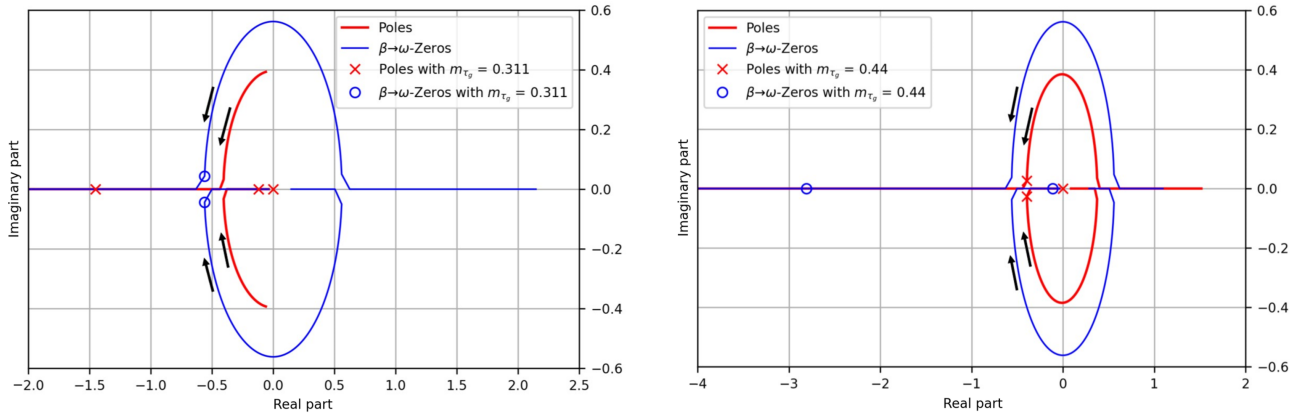 Poles
β→ω-Zeros
Poles with m_τ_g = 0.311
β→ω-Zeros with m_τ_g = 0.311
0.6
0.4
0.2
0.0
−0.2
−0.4
−0.6
Imaginary part
−2.0 −1.5 −1.0 −0.5 0.0 0.5 1.0 1.5 2.0 2.5
Real part
Poles
β→ω-Zeros
Poles with m_τ_g = 0.44
β→ω-Zeros with m_τ_g = 0.44
0.6
0.4
0.2
0.0
−0.2
−0.4
−0.6
Imaginary part
−4 −3 −2 −1 0 1 2
Real part